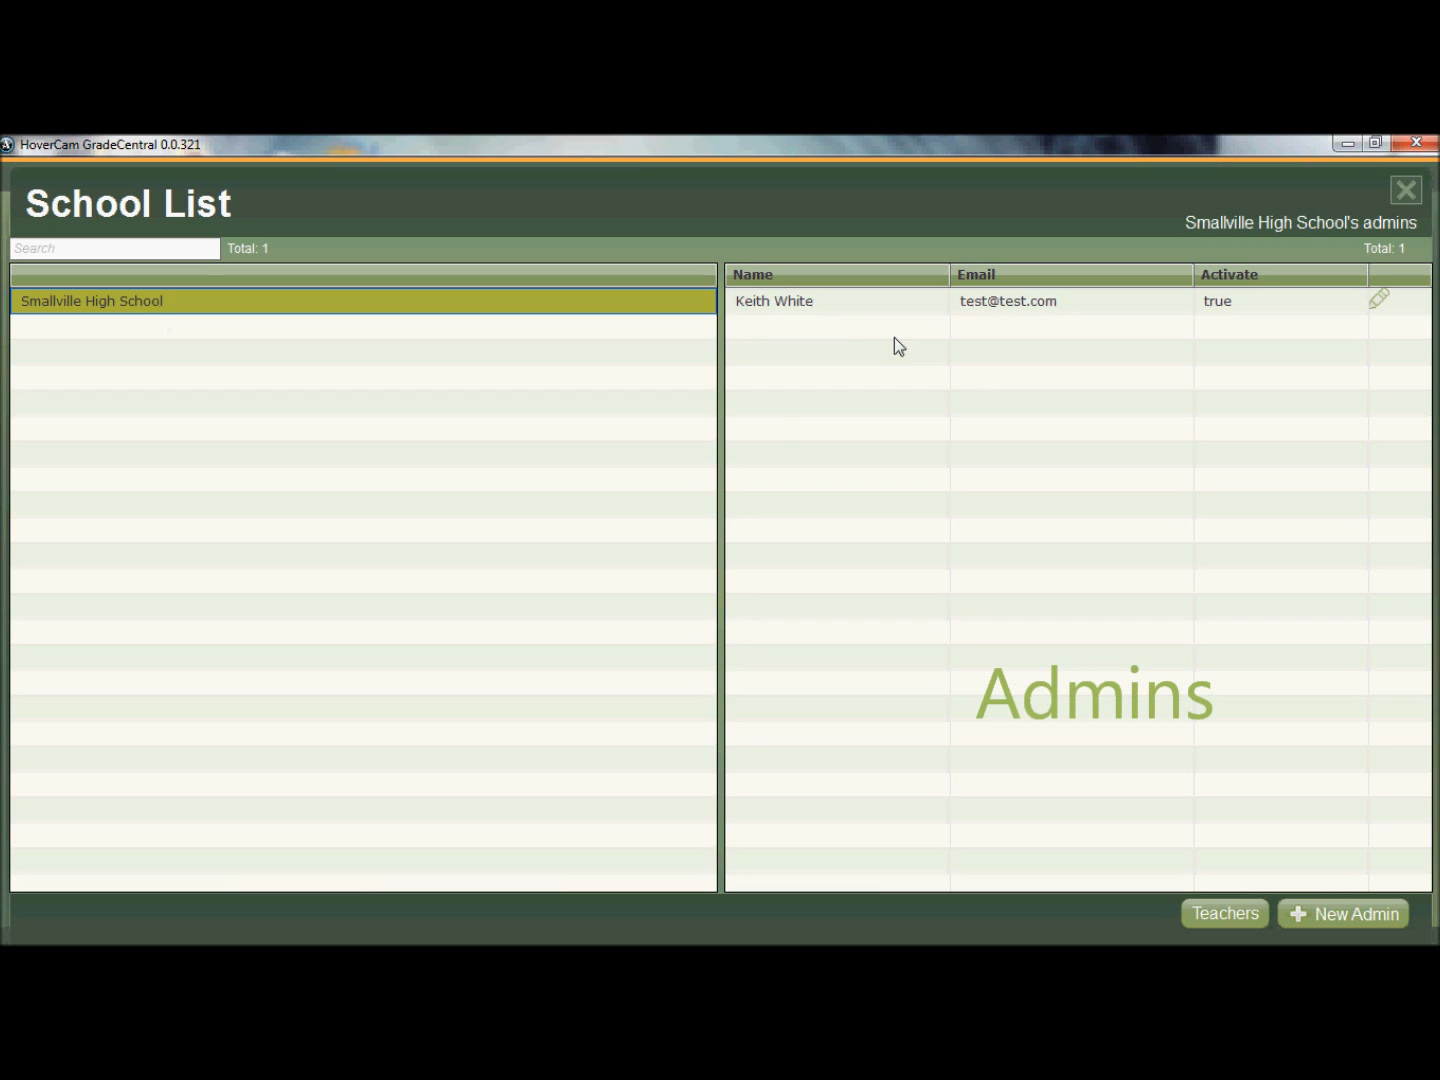 HoverCam GradeCentral 0.0.321
School List
Smallville High School's admins
Search
Total: 1
Total: 1
Name Email Activate
Smallville High School
Keith White test@test.com true
Admins
Teachers
New Admin